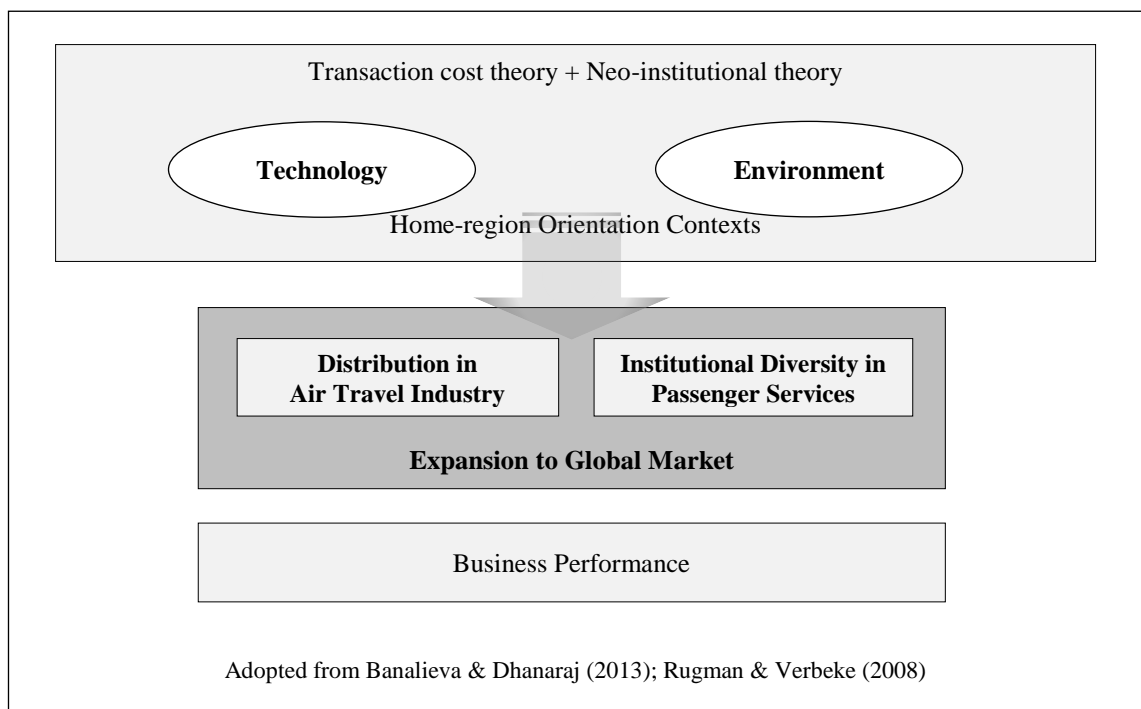 Transaction cost theory + Neo-institutional theory
Technology
Environment
Home-region Orientation Contexts
Distribution in
Air Travel Industry
Institutional Diversity in
Passenger Services
Expansion to Global Market
Business Performance
Adopted from Banalieva & Dhanaraj (2013); Rugman & Verbeke (2008)